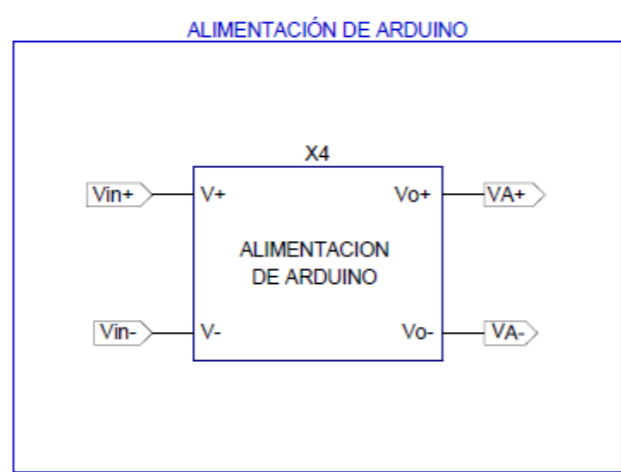 ALIMENTACIÓN DE ARDUINO
X4
Vin+ V+ Vo+ VA+
ALIMENTACION
DE ARDUINO
Vin- V- Vo- VA-